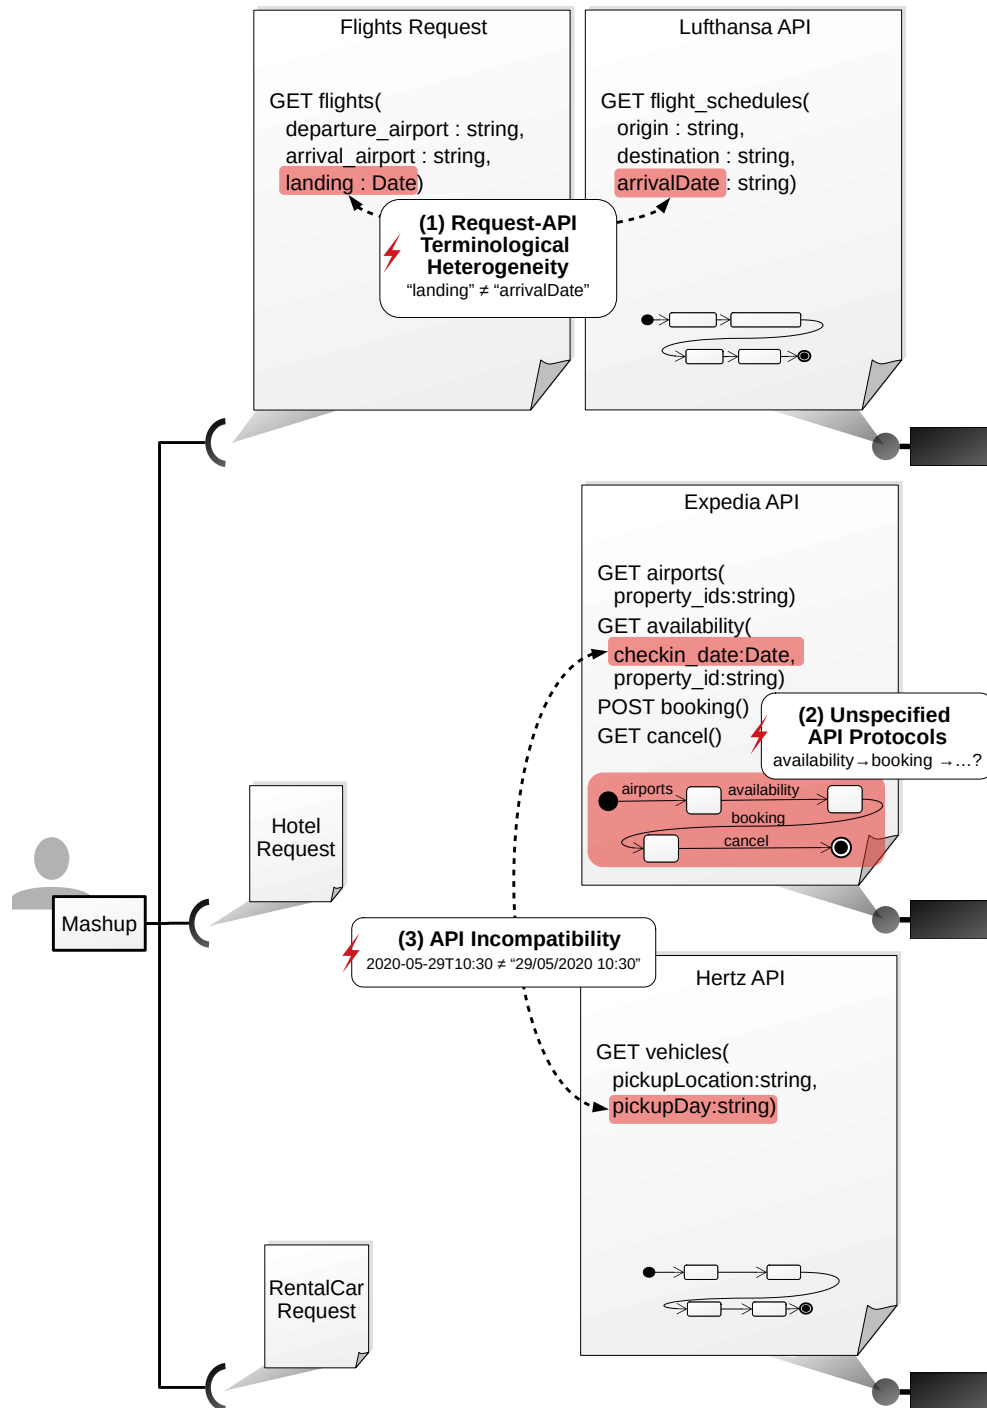 Flights Request
GET flights(
departure_airport : string,
arrival_airport : string,
landing : Date)
Lufthansa API
GET flight_schedules(
origin : string,
destination : string,
arrivalDate : string)
(1) Request-API
Terminological
Heterogeneity
“landing” ≠ “arrivalDate”
Expedia API
GET airports(
property_ids:string)
GET availability(
checkin_date:Date,
property_id:string)
POST booking()
GET cancel()
(2) Unspecified
API Protocols
availability→booking →…?
airports
availability
booking
cancel
Hotel
Request
Mashup
(3) API Incompatibility
2020-05-29T10:30 ≠ “29/05/2020 10:30”
Hertz API
GET vehicles(
pickupLocation:string,
pickupDay:string)
RentalCar
Request